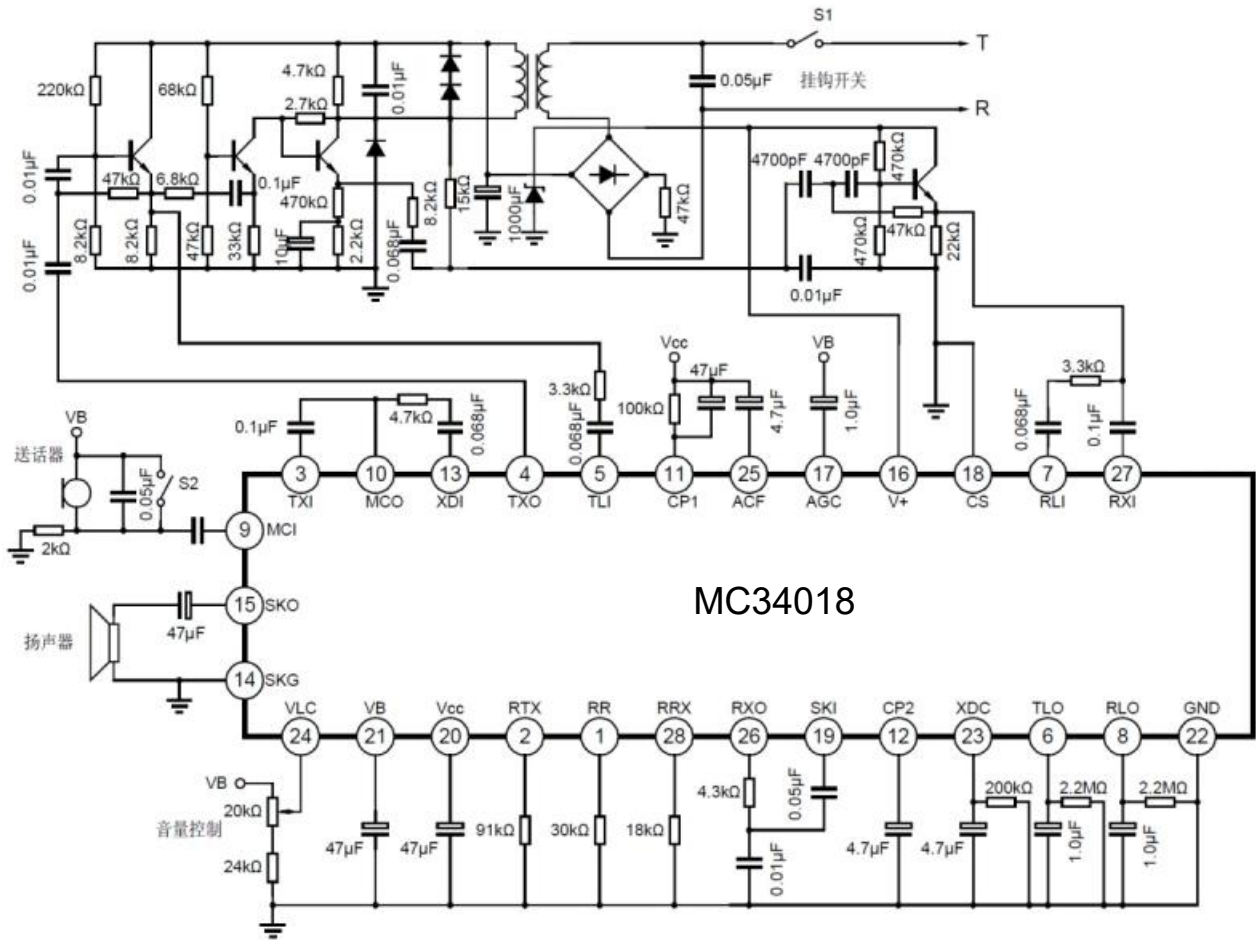 S1
T
0.05μF
挂钩开关
R
220kΩ
68kΩ
4.7kΩ
0.01μF
2.7kΩ
4700pF
4700pF
470kΩ
0.01μF
47kΩ
6.8kΩ
0.1μF
470kΩ
8.2kΩ
15kΩ
1000μF
47kΩ
47kΩ
0.01μF
8.2kΩ
8.2kΩ
47kΩ
33kΩ
10μF
2.2kΩ
0.068μF
470kΩ
22kΩ
0.01μF
Vcc
VB
47μF
3.3kΩ
3.3kΩ
100kΩ
4.7μF
1.0μF
0.068μF
0.1μF
0.1μF
4.7kΩ
0.068μF
0.068μF
VB
送话器
0.05μF
S2
2kΩ
3
10
13
4
5
11
25
17
16
18
7
27
TXI
MCO
XDI
TXO
TLI
CP1
ACF
AGC
V+
CS
RLI
RXI
9
MCI
MC34018
15
SKO
47μF
扬声器
14
SKG
VLC
VB
Vcc
RTX
RR
RRX
RXO
SKI
CP2
XDC
TLO
RLO
GND
24
21
20
2
1
28
26
19
12
23
6
8
22
VB
20kΩ
音量控制
24kΩ
47μF
47μF
91kΩ
30kΩ
18kΩ
4.3kΩ
0.05μF
0.01μF
4.7μF
4.7μF
200kΩ
2.2MΩ
1.0μF
2.2MΩ
1.0μF